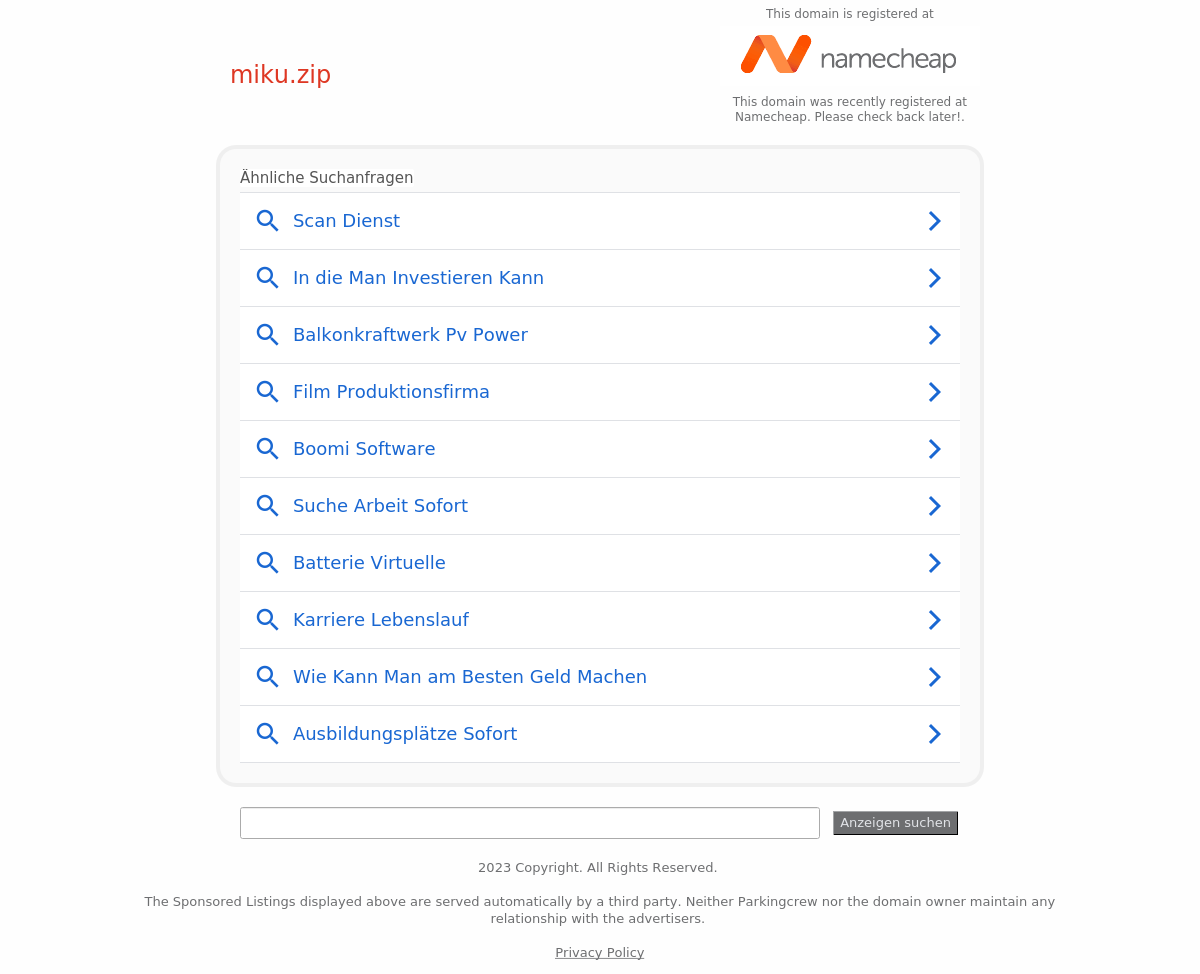 This domain is registered at
namecheap
miku.zip
This domain was recently registered at
Namecheap. Please check back later!.
Ähnliche Suchanfragen
Scan Dienst
In die Man Investieren Kann
Balkonkraftwerk Pv Power
Film Produktionsfirma
Boomi Software
Suche Arbeit Sofort
Batterie Virtuelle
Karriere Lebenslauf
Wie Kann Man am Besten Geld Machen
Ausbildungsplätze Sofort
Anzeigen suchen
2023 Copyright. All Rights Reserved.
The Sponsored Listings displayed above are served automatically by a third party. Neither Parkingcrew nor the domain owner maintain any
relationship with the advertisers.
Privacy Policy